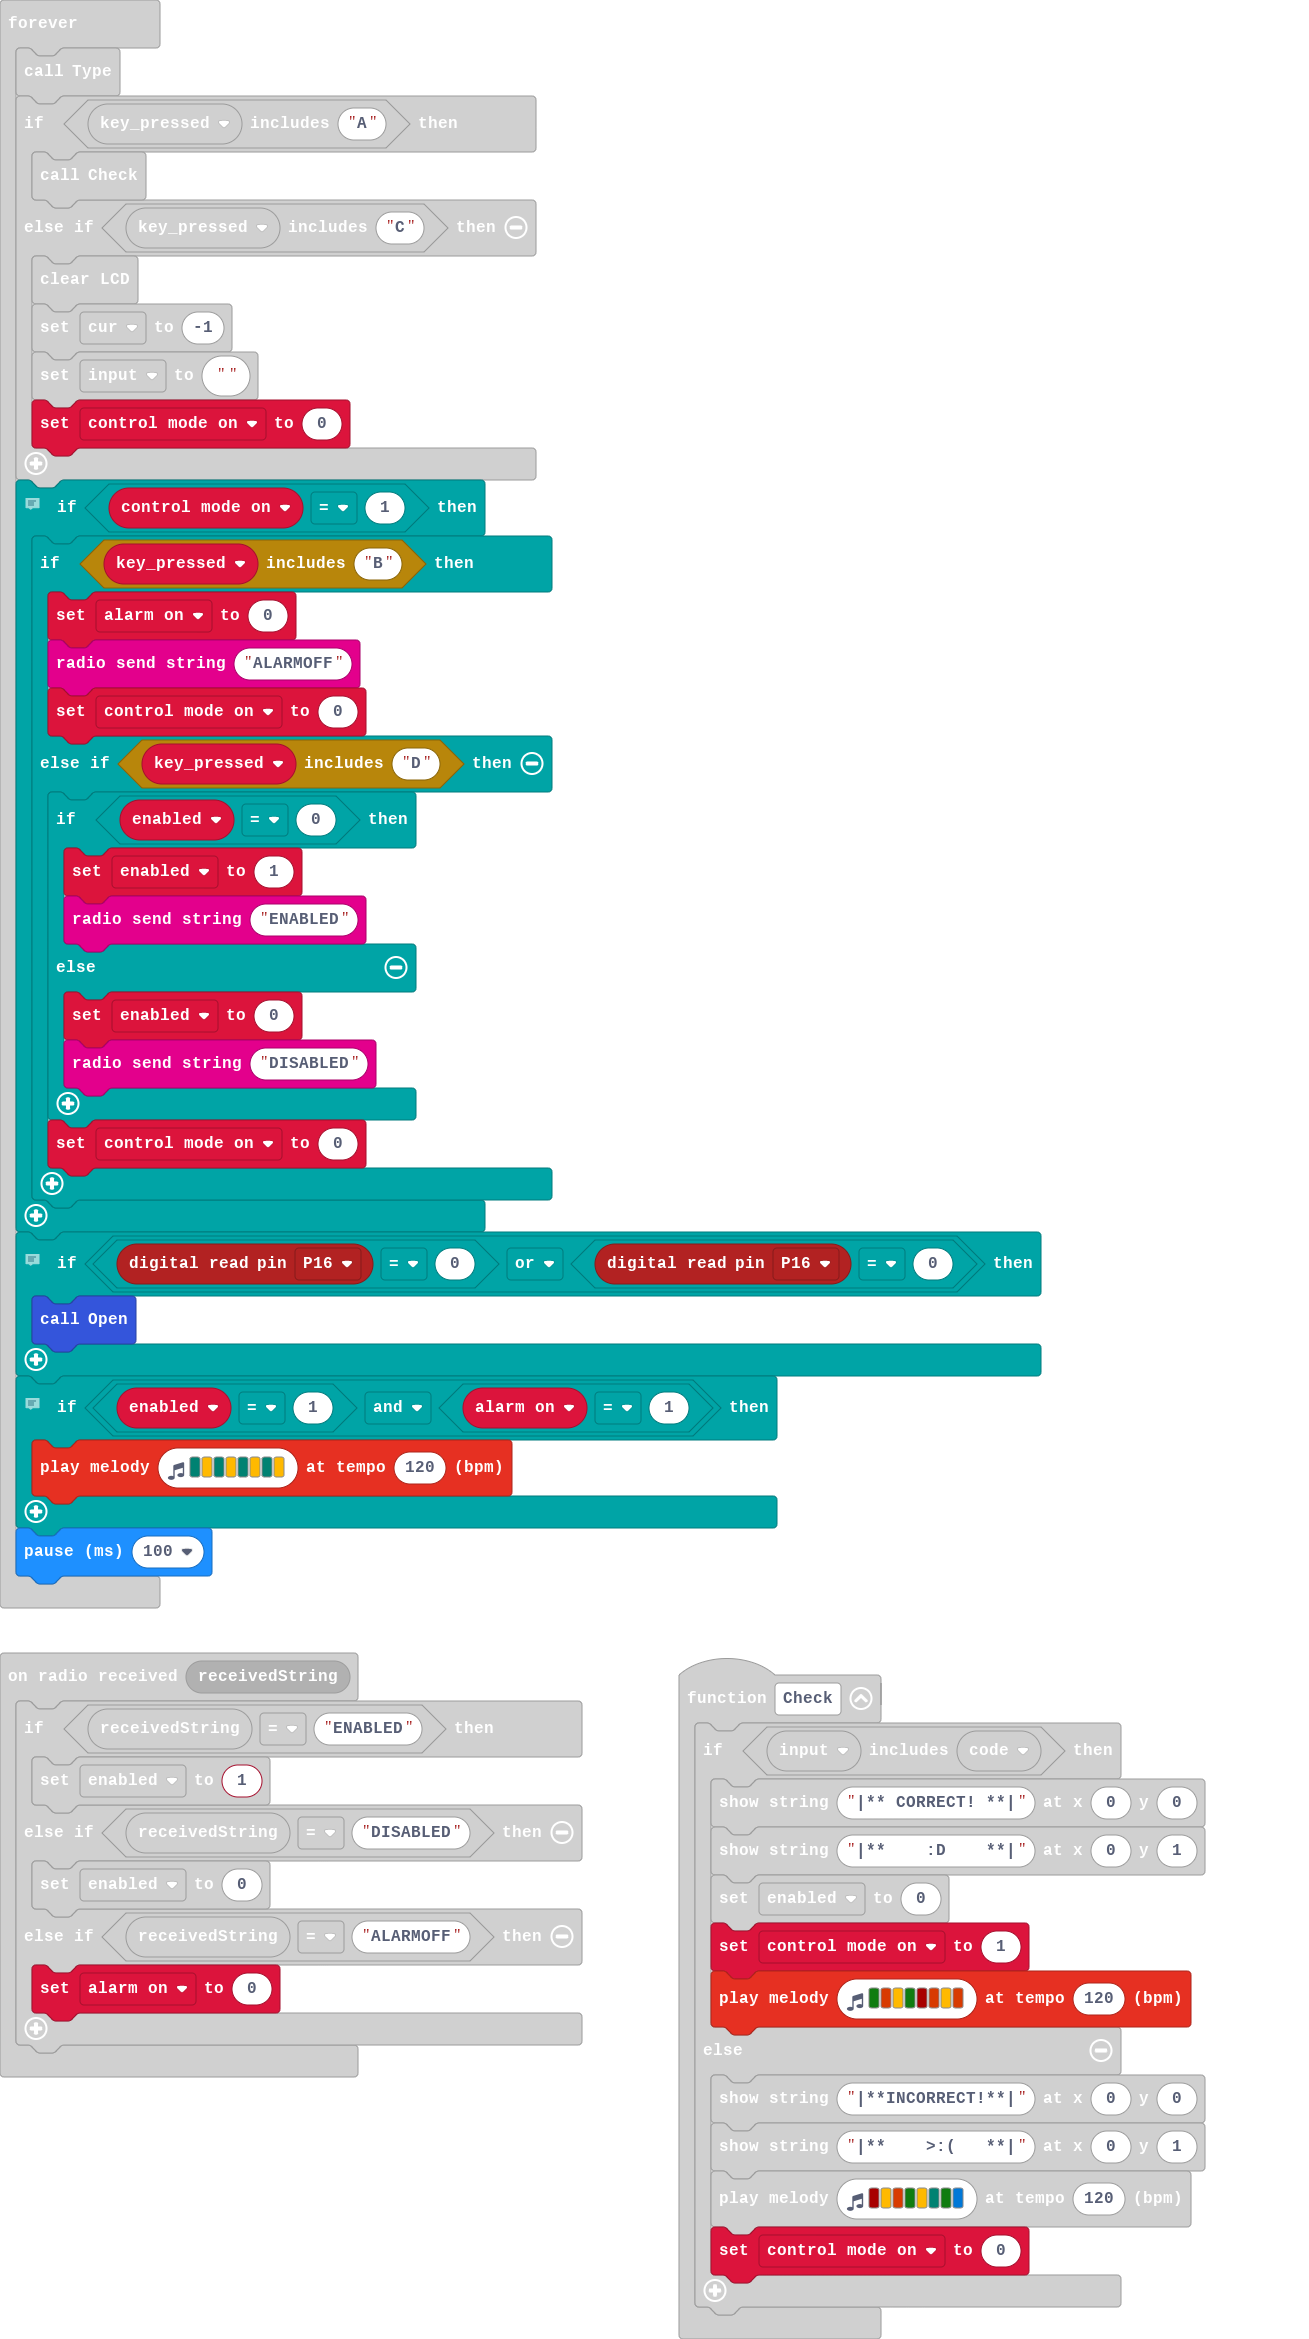 forever
call Type
if key_pressed includes "A" then
call Check
else if key_pressed includes "C" then
clear LCD
set cur to -1
set input to ""
set control mode on to 0
if control mode on = 1 then
if key_pressed includes "B" then
set alarm on to 0
radio send string "ALARMOFF"
set control mode on to 0
else if key_pressed includes "D" then
if enabled = 0 then
set enabled to 1
radio send string "ENABLED"
else
set enabled to 0
radio send string "DISABLED"
set control mode on to 0
if digital read pin P16 = 0 or digital read pin P16 = 0 then
call Open
if enabled = 1 and alarm on = 1 then
play melody at tempo 120 (bpm)
pause (ms) 100
on radio received receivedString
if receivedString = "ENABLED" then
set enabled to 1
else if receivedString = "DISABLED" then
set enabled to 0
else if receivedString = "ALARMOFF" then
set alarm on to 0
function Check
if input includes code then
show string "|** CORRECT! **|" at x 0 y 0
show string "|**    :D    **|" at x 0 y 1
set enabled to 0
set control mode on to 1
play melody at tempo 120 (bpm)
else
show string "|**INCORRECT!**|" at x 0 y 0
show string "|**    >:(   **|" at x 0 y 1
play melody at tempo 120 (bpm)
set control mode on to 0